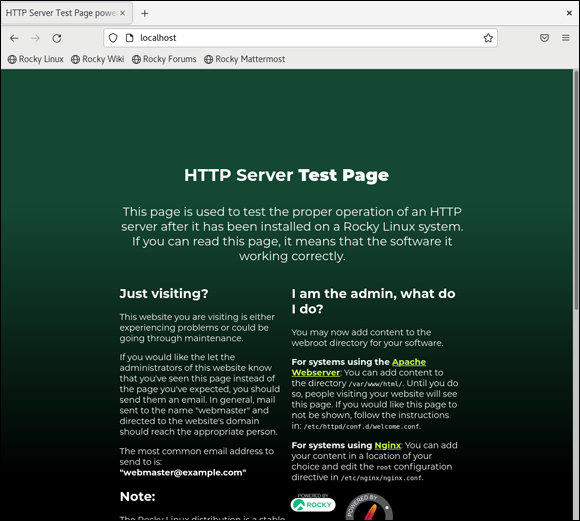 HTTP Server Test Page powe
localhost
Rocky Linux Rocky Wiki Rocky Forums Rocky Mattermost
HTTP Server Test Page
This page is used to test the proper operation of an HTTP
server after it has been installed on a Rocky Linux system.
If you can read this page, it means that the software it
working correctly.
Just visiting?
This website you are visiting is either
experiencing problems or could be
going through maintenance.
If you would like the let the
administrators of this website know
that you've seen this page instead of
the page you've expected, you should
send them an email. In general, mail
sent to the name "webmaster" and
directed to the website's domain
should reach the appropriate person.
The most common email address to
send to is:
"webmaster@example.com"
Note:
The Rocky Linux distribution is a stable
I am the admin, what do
I do?
You may now add content to the
webroot directory for your software.
For systems using the Apache
Webserver: You can add content to
the directory /var/www/html/. Until you do
so, people visiting your website will see
this page. If you would like this page to
not be shown, follow the instructions
in: /etc/httpd/conf.d/welcome.conf.
For systems using Nginx: You can add
your content in a location of your
choice and edit the root configuration
directive in /etc/nginx/nginx.conf.
POWERED BY
ROCKY
POWERED BY